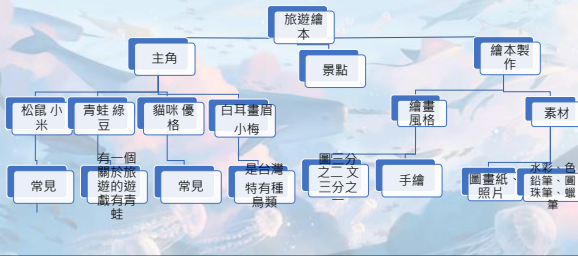 旅遊繪
本
主角
景點
繪本製
作
松鼠 小
米
青蛙 綠
豆
貓咪 優
格
白耳畫眉
小梅
繪畫
風格
素材
常見
有一個
關於旅
遊的遊
戲有青
蛙
常見
是台灣
特有種
鳥類
圖三分
之二 文
三分之
一
手繪
圖畫紙、
照片
水彩、色
鉛筆、圓
珠筆、蠟
筆